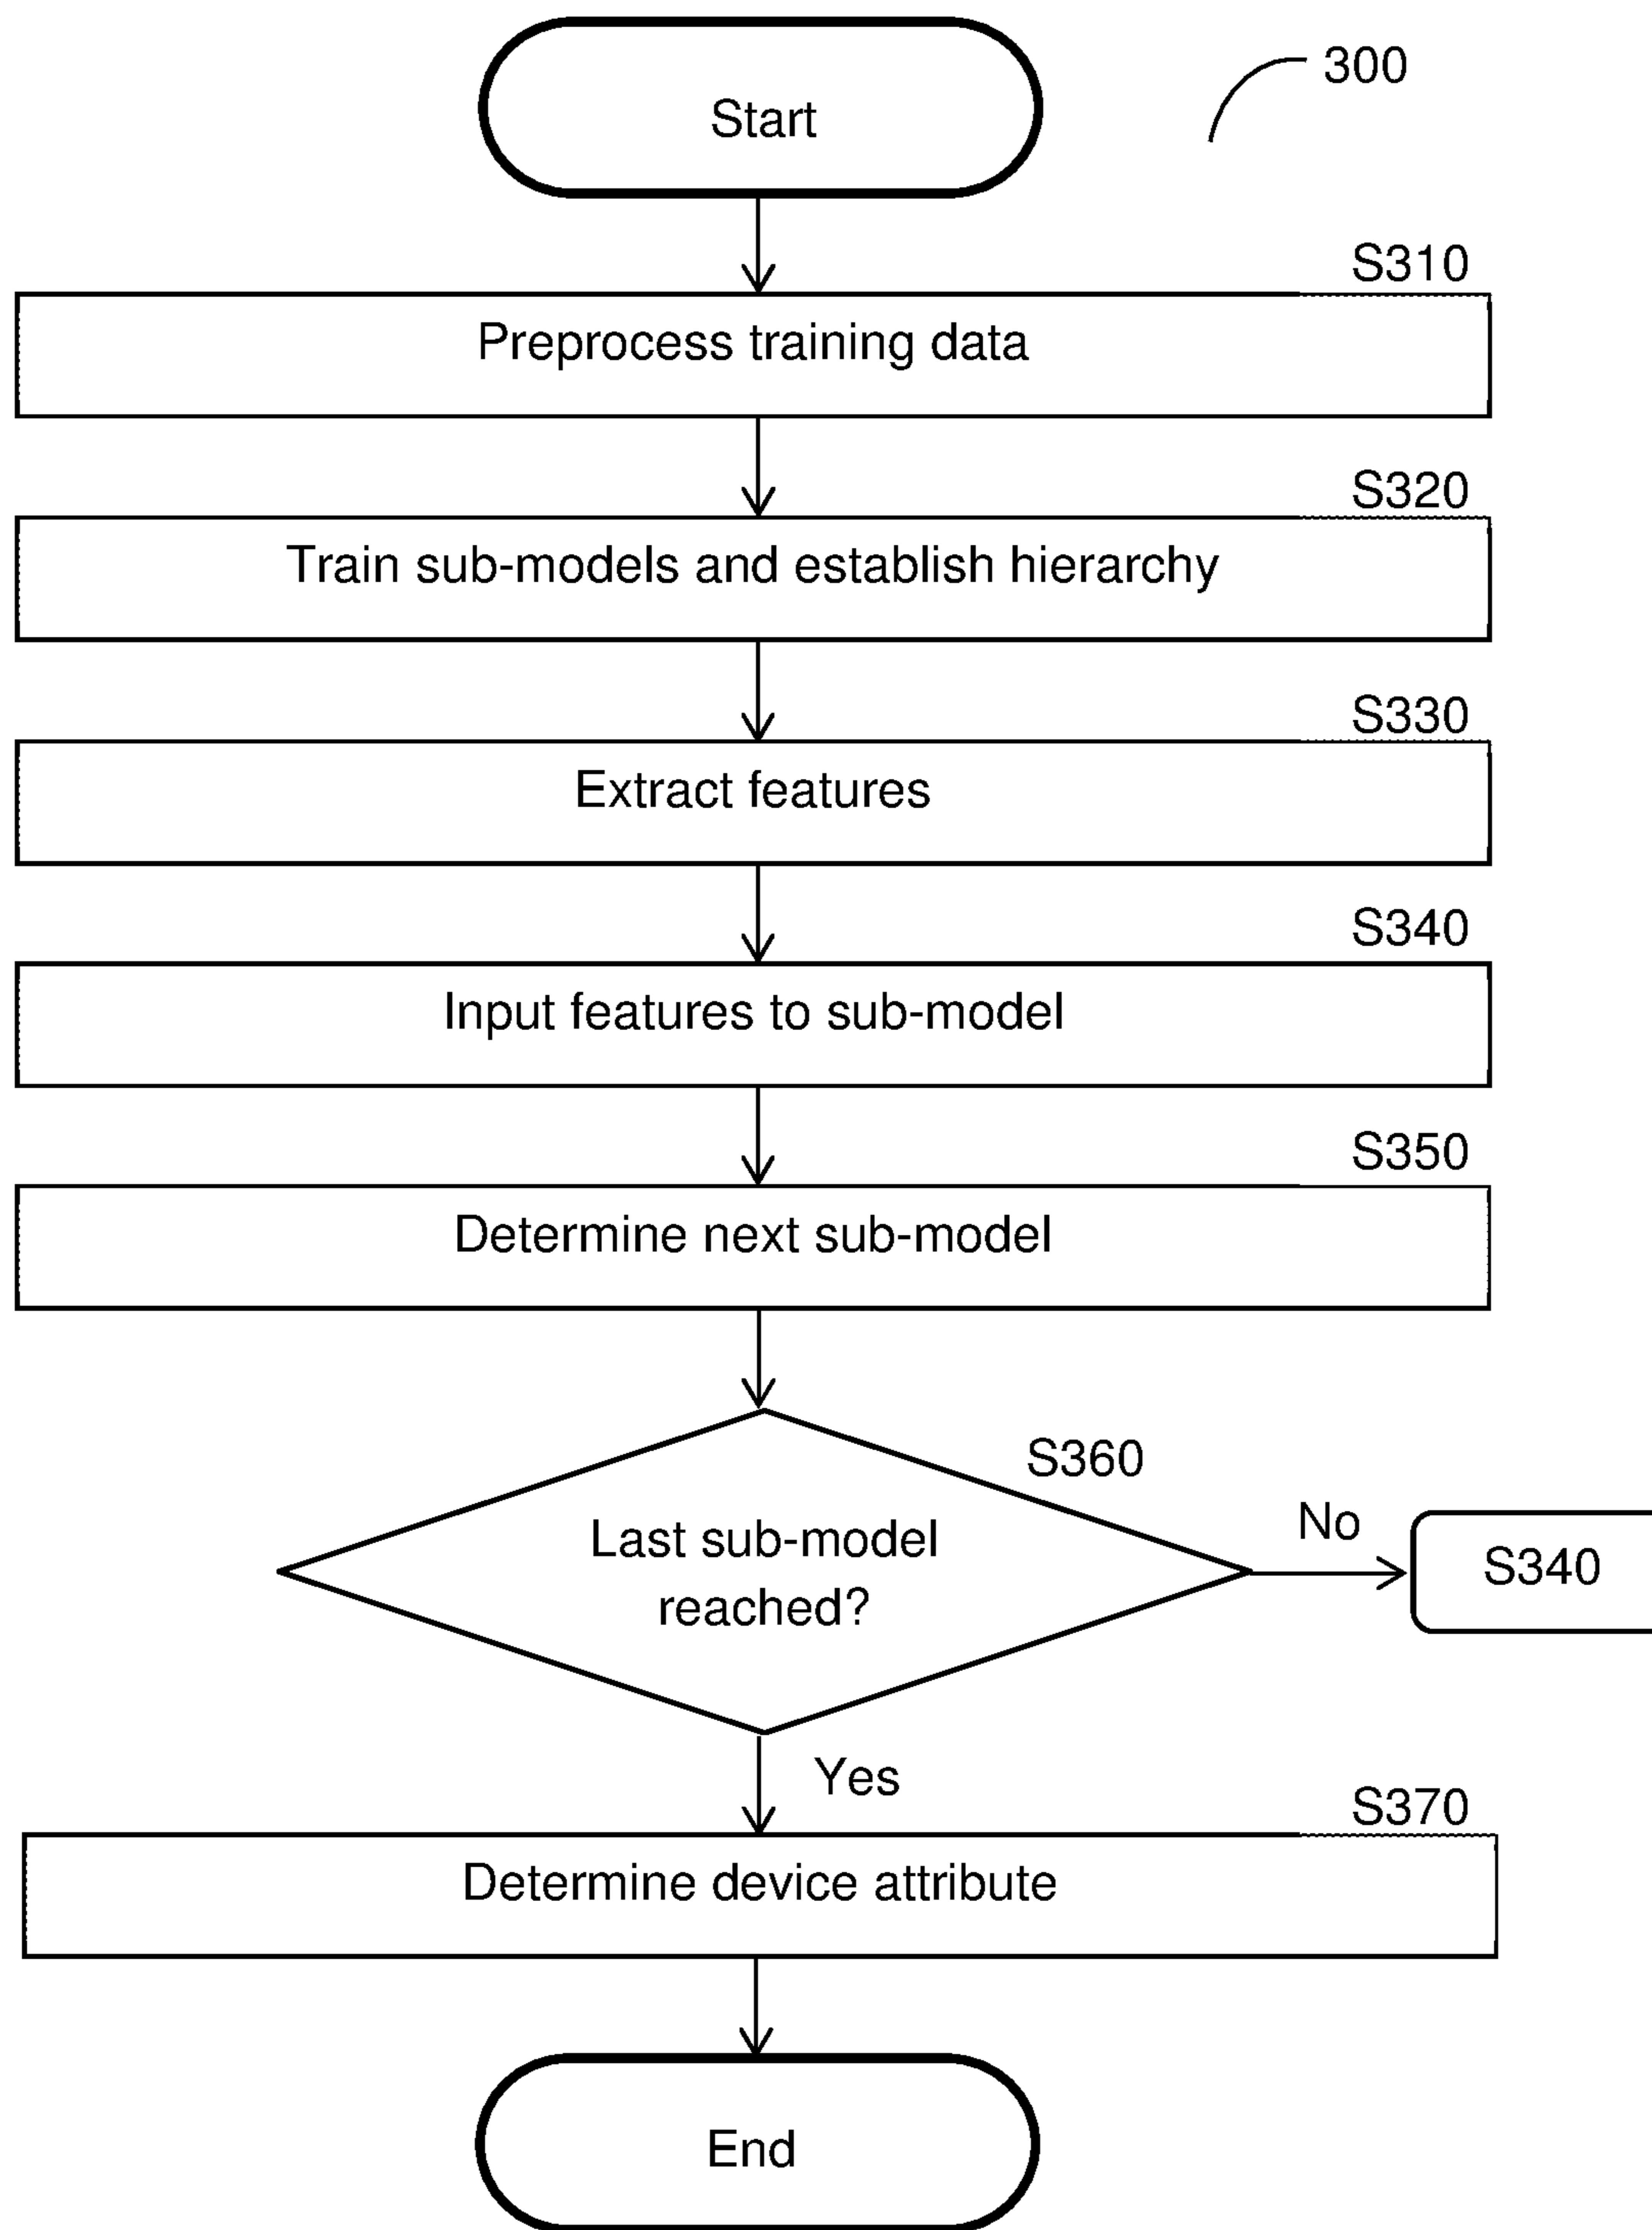 Start
300
S310
Preprocess training data
S320
Train sub-models and establish hierarchy
S330
Extract features
S340
Input features to sub-model
S350
Determine next sub-model
S360
Last sub-model
reached?
No
S340
Yes
S370
Determine device attribute
End